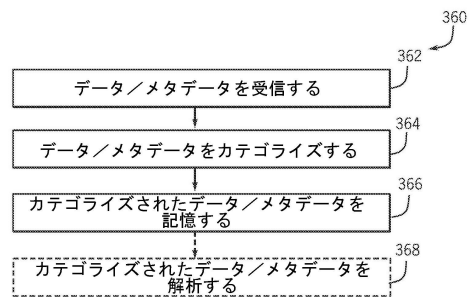 360
362
データ／メタデータを受信する
364
データ／メタデータをカテゴライズする
366
カテゴライズされたデータ／メタデータを
記憶する
368
カテゴライズされたデータ／メタデータを
解析する